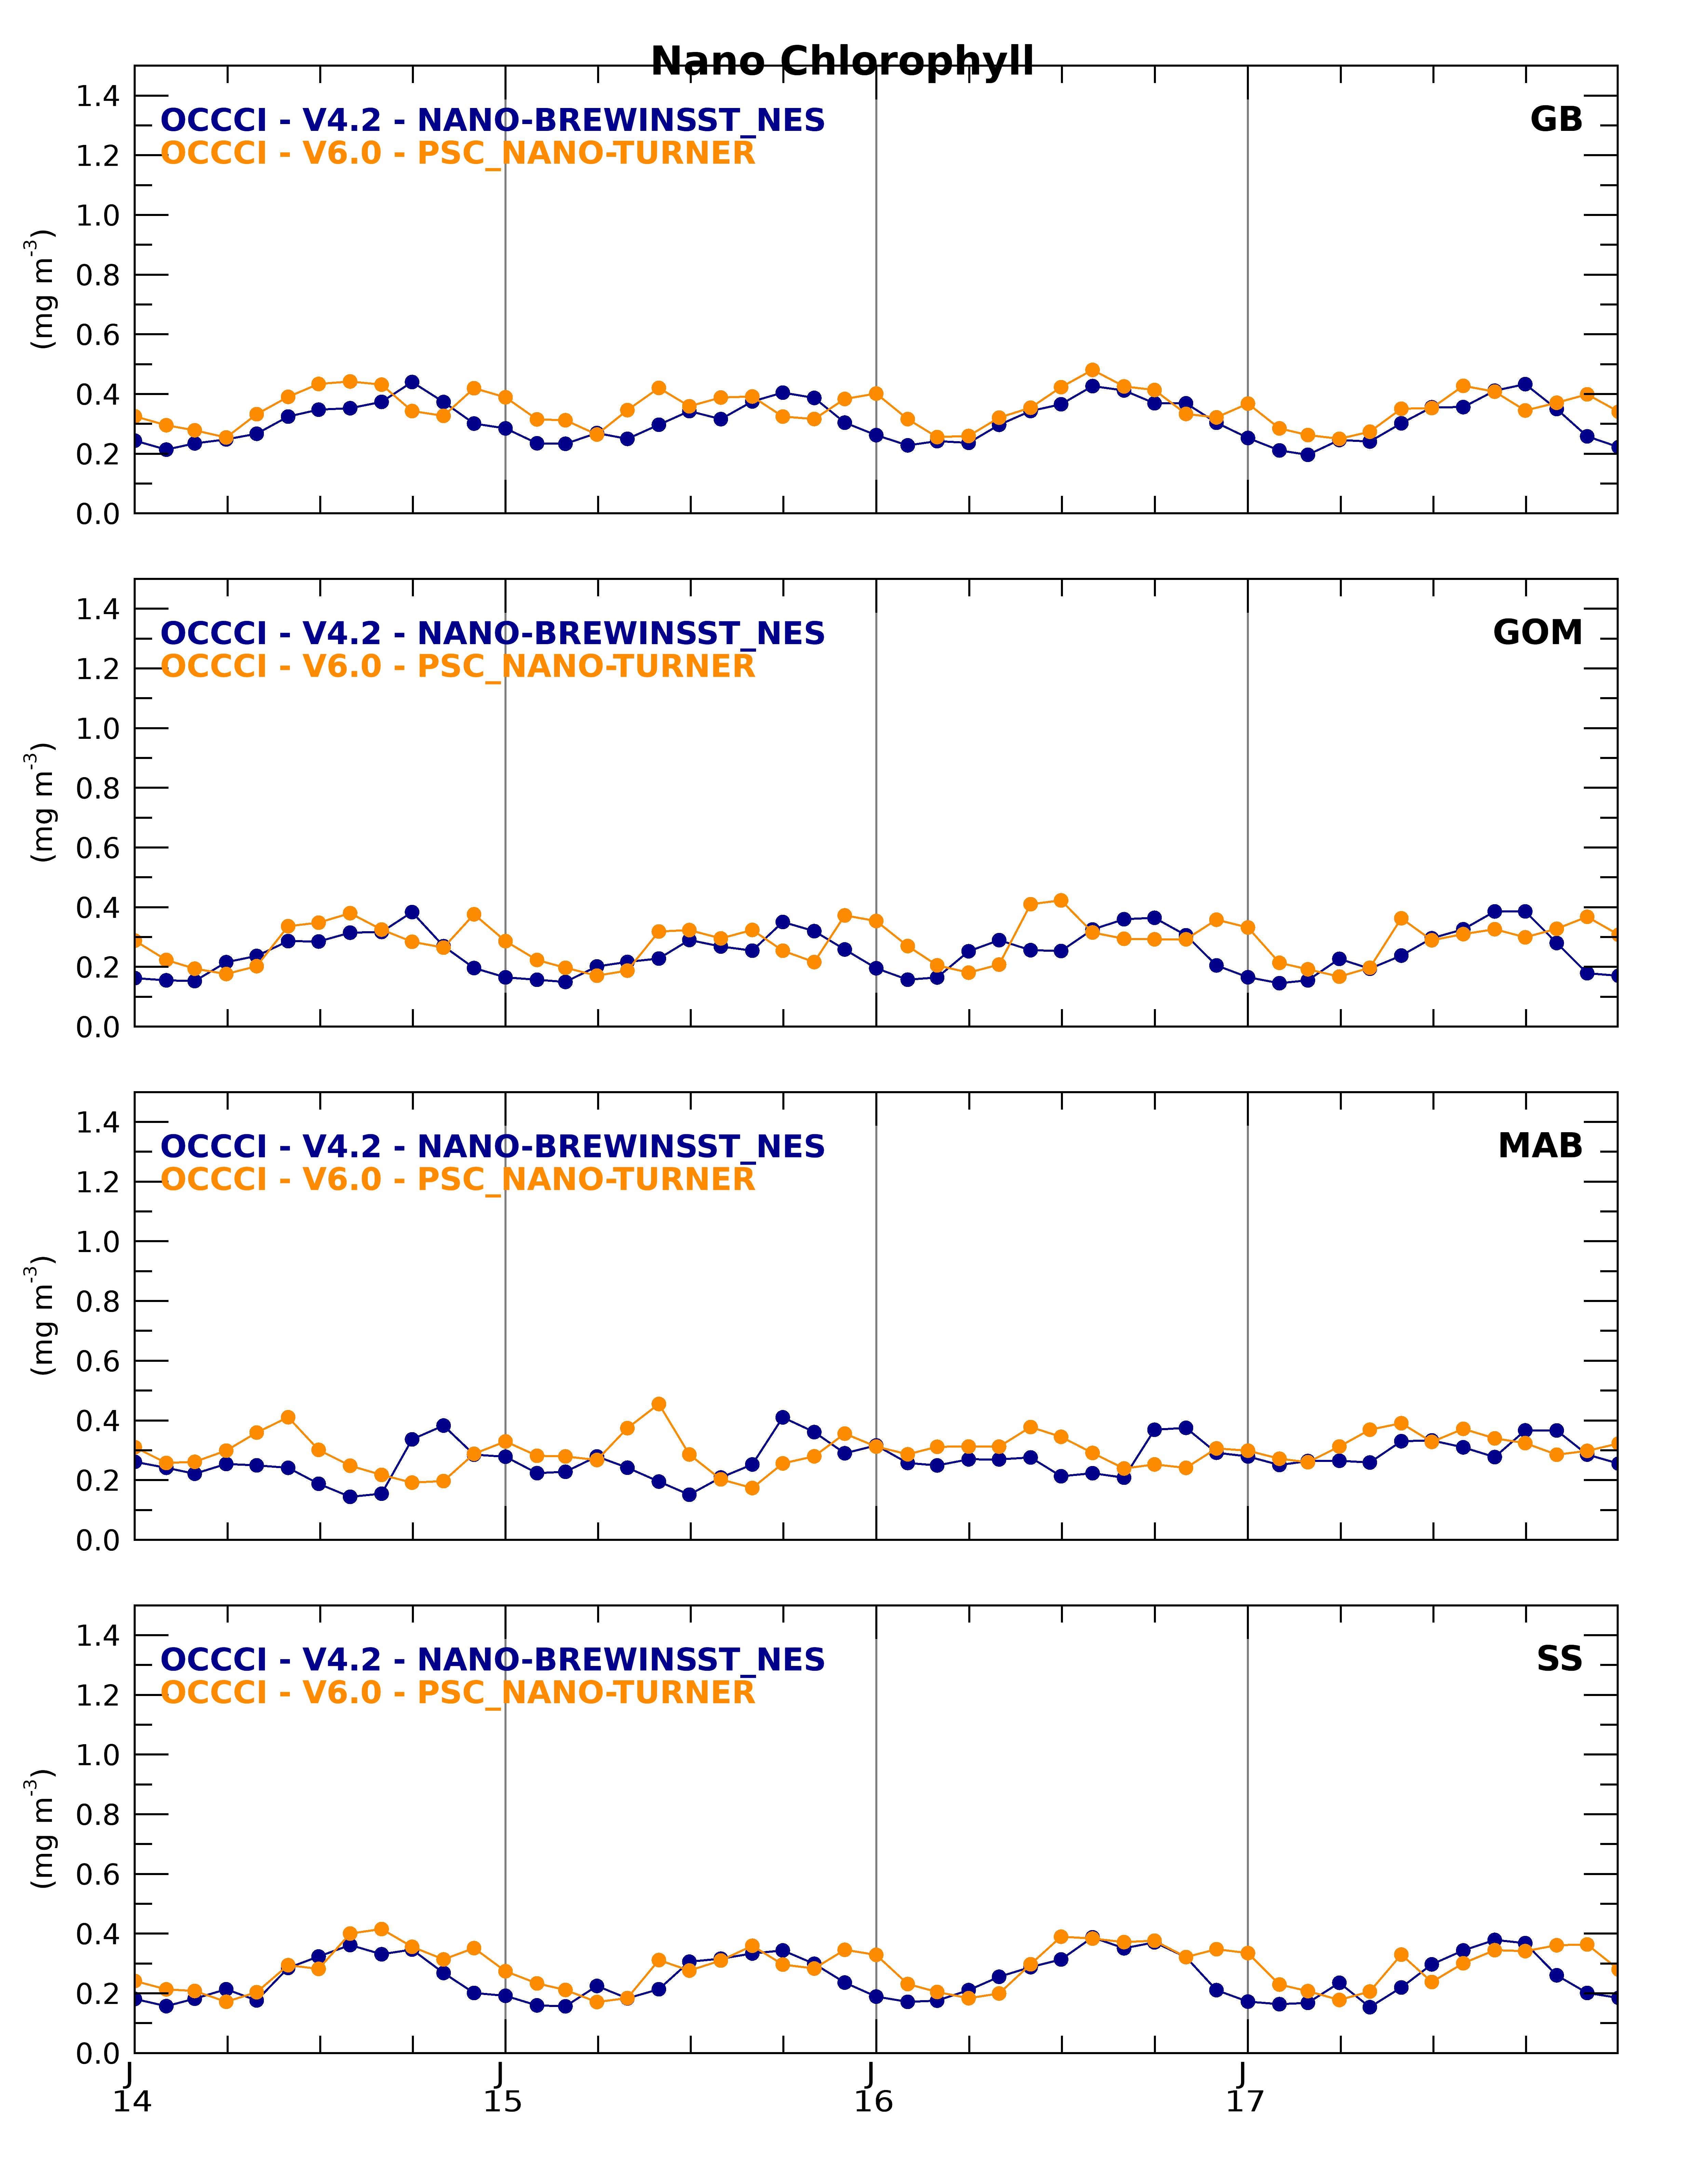 Nano Chlorophyll
1.4
1.2
1.0
0.8
0.6
0.4
0.2
0.0
(mg m-3)
OCCCI - V4.2 - NANO-BREWINSST_NES
OCCCI - V6.0 - PSC_NANO-TURNER
GB
1.4
1.2
1.0
0.8
0.6
0.4
0.2
0.0
(mg m-3)
OCCCI - V4.2 - NANO-BREWINSST_NES
OCCCI - V6.0 - PSC_NANO-TURNER
GOM
1.4
1.2
1.0
0.8
0.6
0.4
0.2
0.0
(mg m-3)
OCCCI - V4.2 - NANO-BREWINSST_NES
OCCCI - V6.0 - PSC_NANO-TURNER
MAB
1.4
1.2
1.0
0.8
0.6
0.4
0.2
0.0
(mg m-3)
OCCCI - V4.2 - NANO-BREWINSST_NES
OCCCI - V6.0 - PSC_NANO-TURNER
SS
J J J J
14 15 16 17